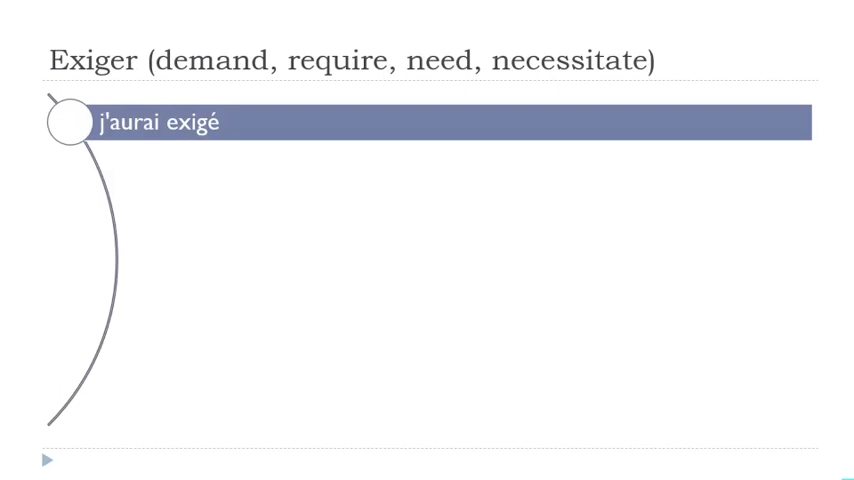 Exiger (demand, require, need, necessitate)
j'aurai exigé